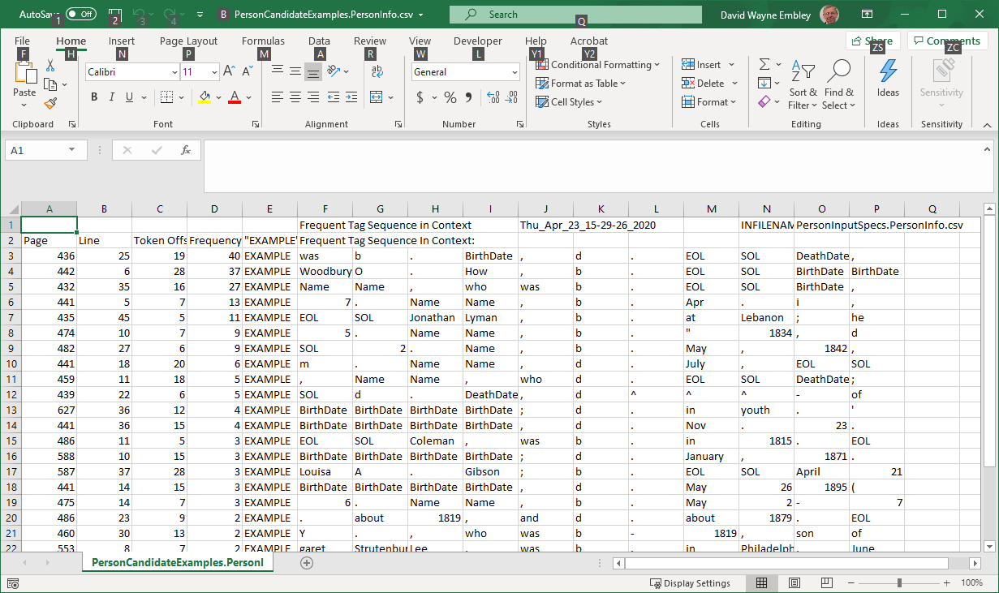 AutoSave Off 1 2 3 4 B PersonCandidateExamples.PersonInfo.csv Search Q David Wayne Embley
File Home Insert Page Layout Formulas Data Review View Developer Help Acrobat Share Comments
F H N P M A R W L Y1 Y2 ZS ZC
Calibri 11 A A ab General Conditional Formatting Insert
Paste B I U A $ % 9 Format as Table Delete Sort & Find & Ideas Sensitivity
Cell Styles Format Filter Select
Clipboard Font Alignment Number Styles Cells Editing Ideas Sensitivity
A1 fx
A B C D E F G H I J K L M N O P Q
1 Frequent Tag Sequence in Context Thu_Apr_23_15-29-26_2020 INFILENAM PersonInputSpecs.PersonInfo.csv
2 Page Line Token Offs Frequency "EXAMPLE" Frequent Tag Sequence In Context:
3 436 25 19 40 EXAMPLE was b . BirthDate , d . EOL SOL DeathDate ,
4 442 6 28 37 EXAMPLE Woodbury O . How , b . EOL SOL BirthDate BirthDate
5 432 35 16 27 EXAMPLE Name Name , who was b . EOL SOL BirthDate ,
6 441 5 7 13 EXAMPLE 7 . Name Name , b . Apr . i ,
7 435 45 5 11 EXAMPLE EOL SOL Jonathan Lyman , b . at Lebanon ; he
8 474 10 7 9 EXAMPLE 5 . Name Name , b . " 1834 , d
9 482 27 6 9 EXAMPLE SOL 2 . Name , b . May , 1842 ,
10 441 18 20 6 EXAMPLE m . Name Name , b . July , EOL SOL
11 459 11 18 5 EXAMPLE , Name Name , who d . EOL SOL DeathDate ;
12 439 22 6 5 EXAMPLE SOL d . DeathDate , d ^ ^ ^ - of
13 627 36 12 4 EXAMPLE BirthDate BirthDate BirthDate BirthDate ; d . in youth . '
14 441 36 15 4 EXAMPLE BirthDate BirthDate BirthDate BirthDate , d . Nov . 23 .
15 486 11 5 3 EXAMPLE EOL SOL Coleman , was b . in 1815 . EOL
16 588 10 15 3 EXAMPLE BirthDate BirthDate BirthDate BirthDate ; d . January , 1871 .
17 587 37 28 3 EXAMPLE Louisa A . Gibson ; b . EOL SOL April 21
18 441 14 15 3 EXAMPLE BirthDate BirthDate BirthDate BirthDate , d . May 26 1895 (
19 475 14 7 3 EXAMPLE 6 . Name Name , b . May 2 - 7
20 486 23 9 2 EXAMPLE . about 1819 , and d . about 1879 . EOL
21 460 30 13 2 EXAMPLE Y . , who was b - 1819 , son of
22 553 8 7 2 EXAMPLE garet Strutenbur Lee , was b . in Philadelph , June
PersonCandidateExamples.PersonI
Display Settings 100%